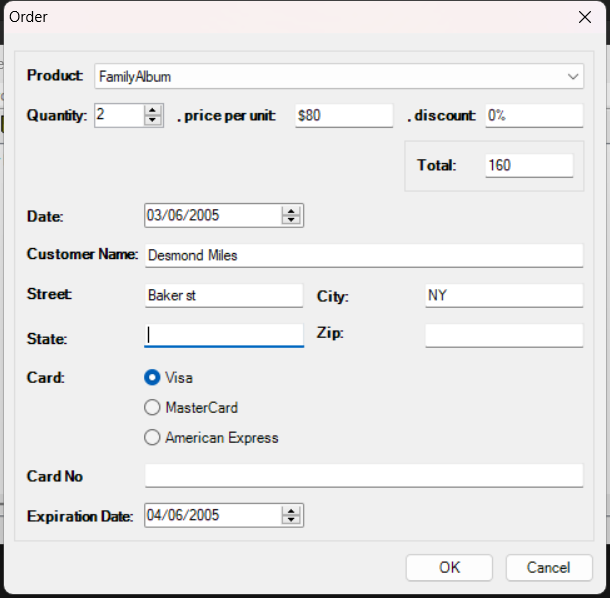 Order
Product: FamilyAlbum
Quantity: 2 . price per unit: $80 . discount: 0%
Total: 160
Date: 03/06/2005
Customer Name: Desmond Miles
Street: Baker st City: NY
State: Zip:
Card: Visa
MasterCard
American Express
Card No
Expiration Date: 04/06/2005
OK Cancel